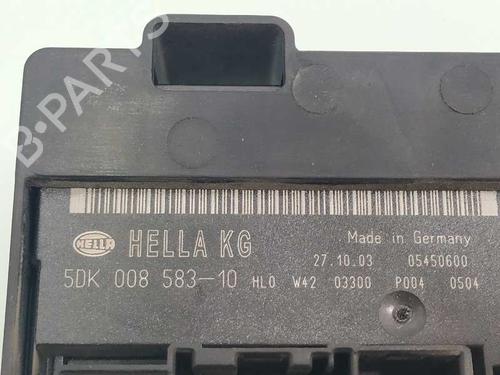 B-PARTS
HELLA HELLA KG
Made in Germany
27.10.03 05450600
5DK 008 583-10 HL0 W42 03300 P004 0504